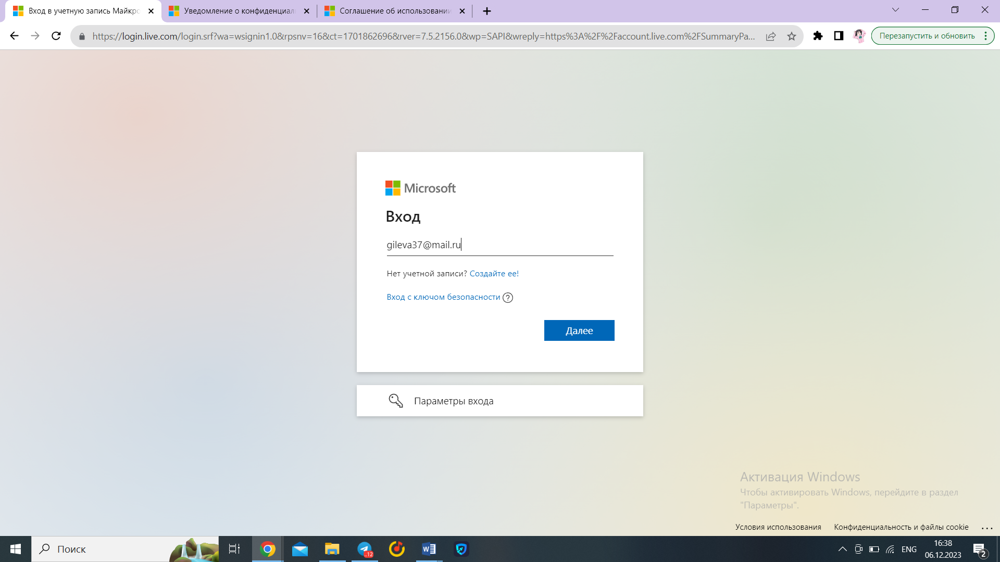 Вход в учетную запись Майкро
Уведомление о конфиденциал
Соглашение об использовании
https://login.live.com/login.srf?wa=wsignin1.0&rpsnv=16&ct=1701862696&rver=7.5.2156.0&wp=SAPI&wreply=https%3A%2F%2Faccount.live.com%2FSummaryPa...
Перезапустить и обновить
Microsoft
Вход
gileva37@mail.ru
Нет учетной записи? Создайте ее!
Вход с ключом безопасности ?
Далее
Параметры входа
Активация Windows
Чтобы активировать Windows, перейдите в раздел
"Параметры".
Условия использования Конфиденциальность и файлы cookie ...
Поиск
..12
W
ENG
16:38
06.12.2023
2